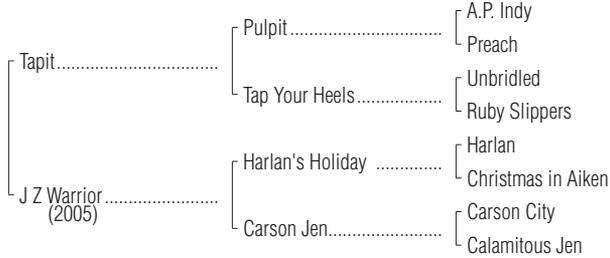 A.P. Indy
Pulpit..............................
Preach
Tapit................................
Unbridled
Tap Your Heels.................
Ruby Slippers
Harlan
Harlan's Holiday .............
Christmas in Aiken
J Z Warrior......................
(2005)
Carson City
Carson Jen.......................
Calamitous Jen